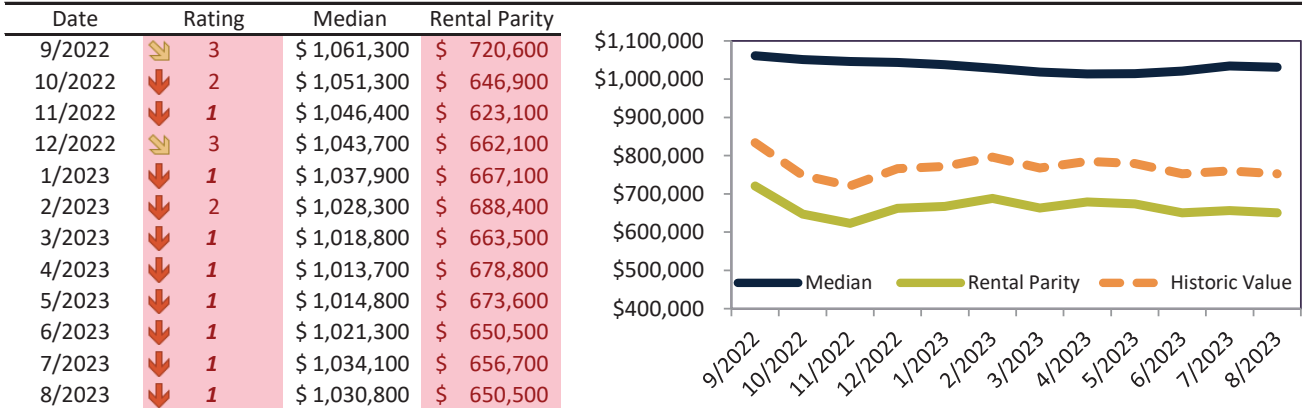 Date Rating Median Rental Parity
9/2022 3 $ 1,061,300 $ 720,600
10/2022 2 $ 1,051,300 $ 646,900
11/2022 1 $ 1,046,400 $ 623,100
12/2022 3 $ 1,043,700 $ 662,100
1/2023 1 $ 1,037,900 $ 667,100
2/2023 2 $ 1,028,300 $ 688,400
3/2023 1 $ 1,018,800 $ 663,500
4/2023 1 $ 1,013,700 $ 678,800
5/2023 1 $ 1,014,800 $ 673,600
6/2023 1 $ 1,021,300 $ 650,500
7/2023 1 $ 1,034,100 $ 656,700
8/2023 1 $ 1,030,800 $ 650,500
$1,100,000
$1,000,000
$900,000
$800,000
$700,000
$600,000
$500,000
$400,000
Median Rental Parity Historic Value
9/2022 10/2022 11/2022 12/2022 1/2023 2/2023 3/2023 4/2023 5/2023 6/2023 7/2023 8/2023